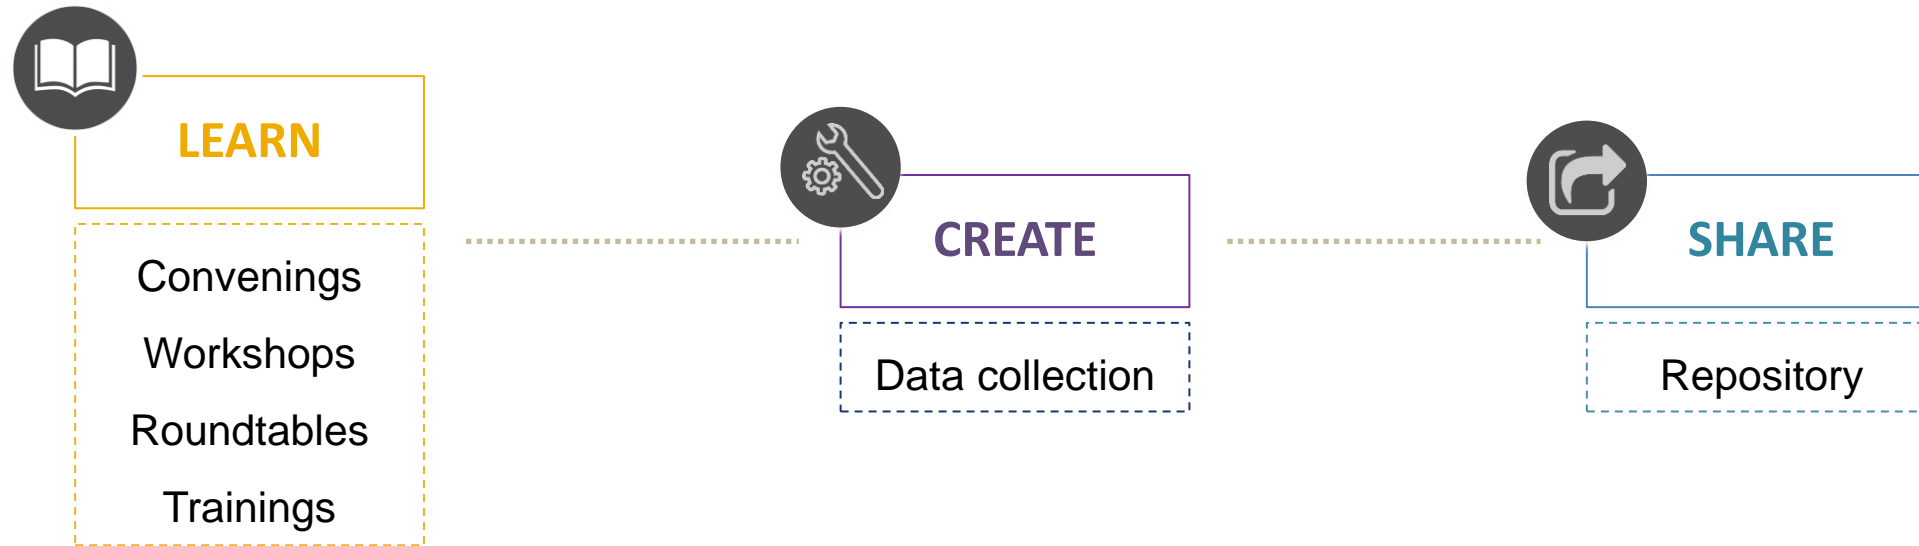 LEARN
Convenings
Workshops
Roundtables
Trainings
CREATE
Data collection
SHARE
Repository